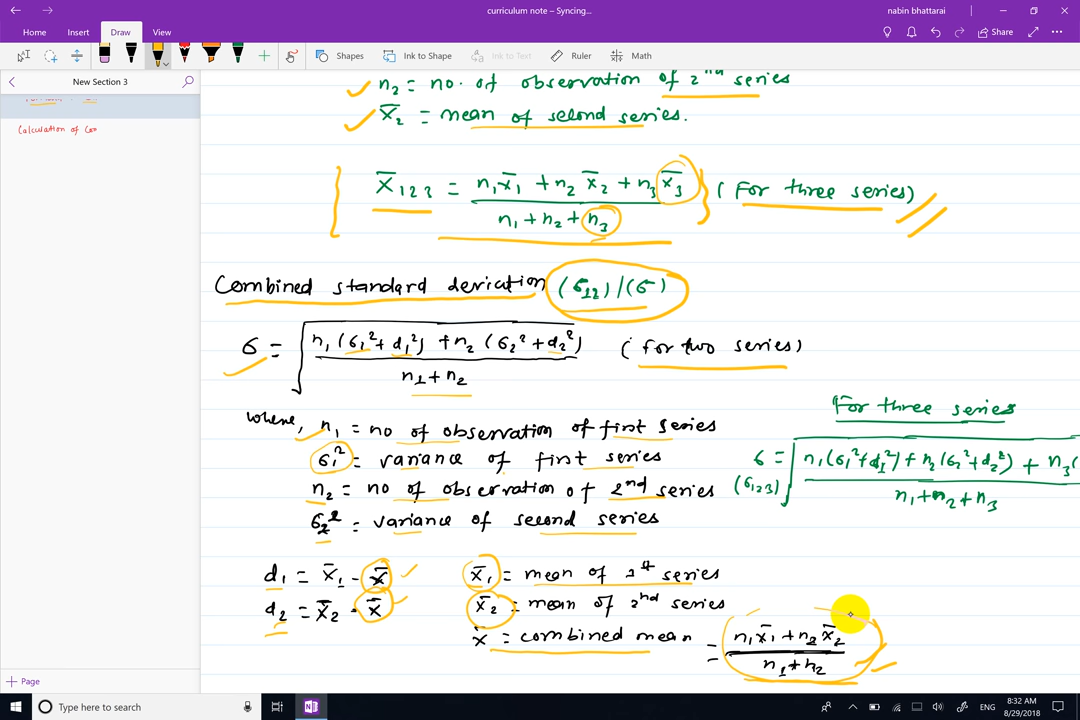 curriculum note – Syncing...
nabin bhattarai
Home
Insert
Draw
View
Share
Shapes
Ink to Shape
Ink to Text
Ruler
Math
New Section 3
Calculation of
n₂ = no. of observation of 2ⁿᵈ series
X̄₂ = mean of second series.
X̄₁₂₃ = n₁X̄₁ + n₂ X̄₂ + n₃ X̄₃ / n₁ + n₂ + n₃ (For three series)
Combined standard deviation (σ₁₂)/(σ)
σ = √ n₁ (σ₁² + d₁²) + n₂ (σ₂² + d₂²) / n₁ + n₂ (for two series)
where, n₁ = no of observation of first series
σ₁² = variance of first series
n₂ = no of observation of 2ⁿᵈ series
σ₂² = variance of second series
For three series
σ = √ n₁(σ₁²+d₁²) + n₂(σ₂²+d₂²) + n₃( / n₁ + n₂ + n₃
(σ₁₂₃)
d₁ = X̄₁ - X̄
d₂ = X̄₂ - X̄
X̄₁ = mean of 1st series
X̄₂ = mean of 2nd series
X̄ = combined mean = n₁X̄₁ + n₂X̄₂ / n₁ + n₂
+ Page
Type here to search
ENG
8:32 AM
8/29/2018